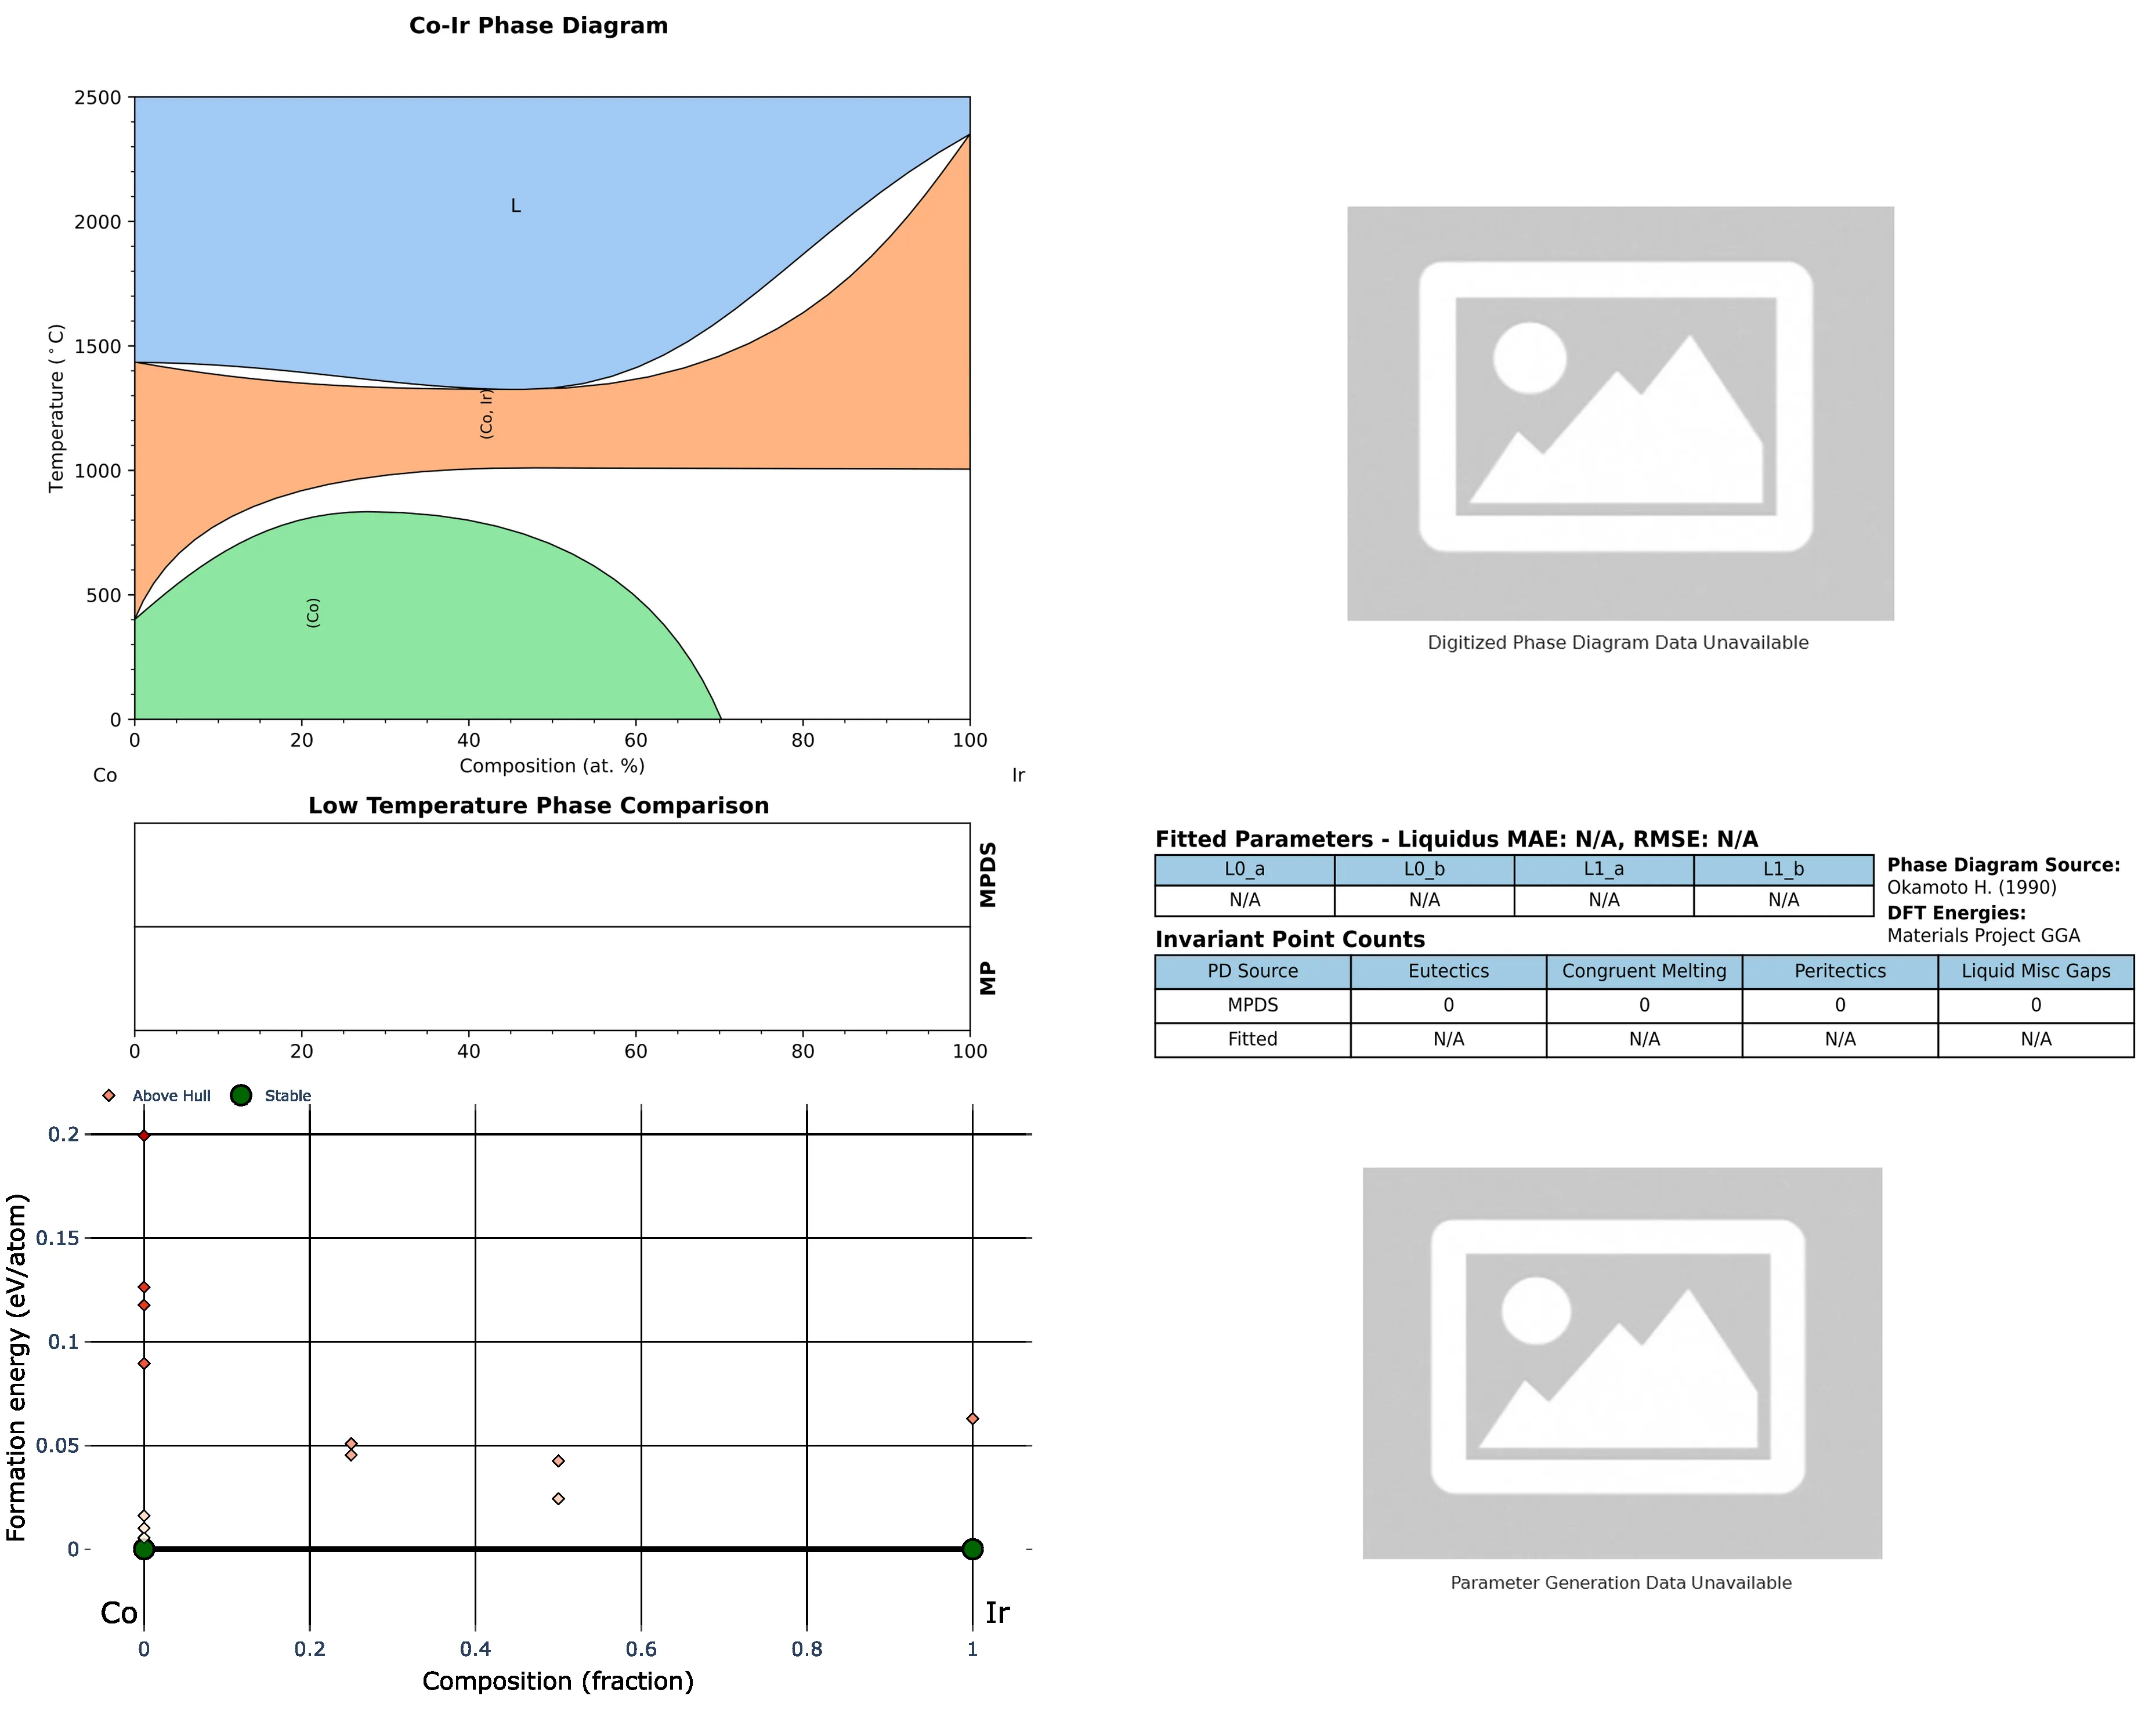 Co-Ir Phase Diagram
2500
2000
1500
1000
500
0
Temperature (°C)
L
(Co, Ir)
(Co)
0 20 40 60 80 100
Composition (at. %)
Co Ir
Digitized Phase Diagram Data Unavailable
Low Temperature Phase Comparison
MPDS
MP
0 20 40 60 80 100
Fitted Parameters - Liquidus MAE: N/A, RMSE: N/A
L0_a L0_b L1_a L1_b
N/A N/A N/A N/A
Phase Diagram Source:
Okamoto H. (1990)
DFT Energies:
Materials Project GGA
Invariant Point Counts
PD Source Eutectics Congruent Melting Peritectics Liquid Misc Gaps
MPDS 0 0 0 0
Fitted N/A N/A N/A N/A
Above Hull Stable
0.2
0.15
0.1
0.05
0
Formation energy (eV/atom)
Co Ir
0 0.2 0.4 0.6 0.8 1
Composition (fraction)
Parameter Generation Data Unavailable